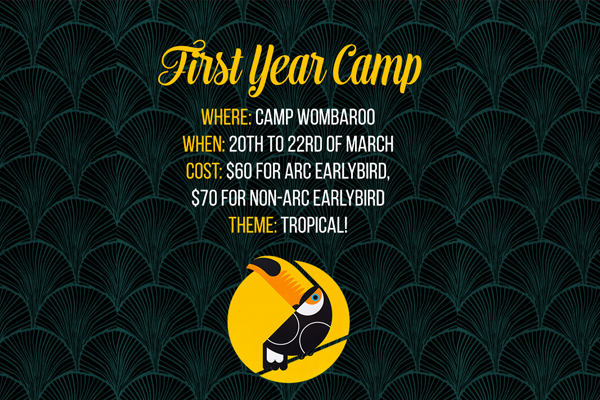 First Year Camp
WHERE: CAMP WOMBAROO
WHEN: 20TH TO 22RD OF MARCH
COST: $60 FOR ARC EARLYBIRD,
$70 FOR NON-ARC EARLYBIRD
THEME: TROPICAL!